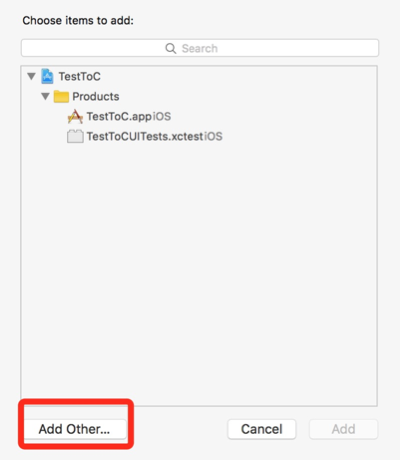 Choose items to add:
Search
TestToC
Products
TestToC.app iOS
TestToCUITests.xctest iOS
Add Other...
Cancel
Add